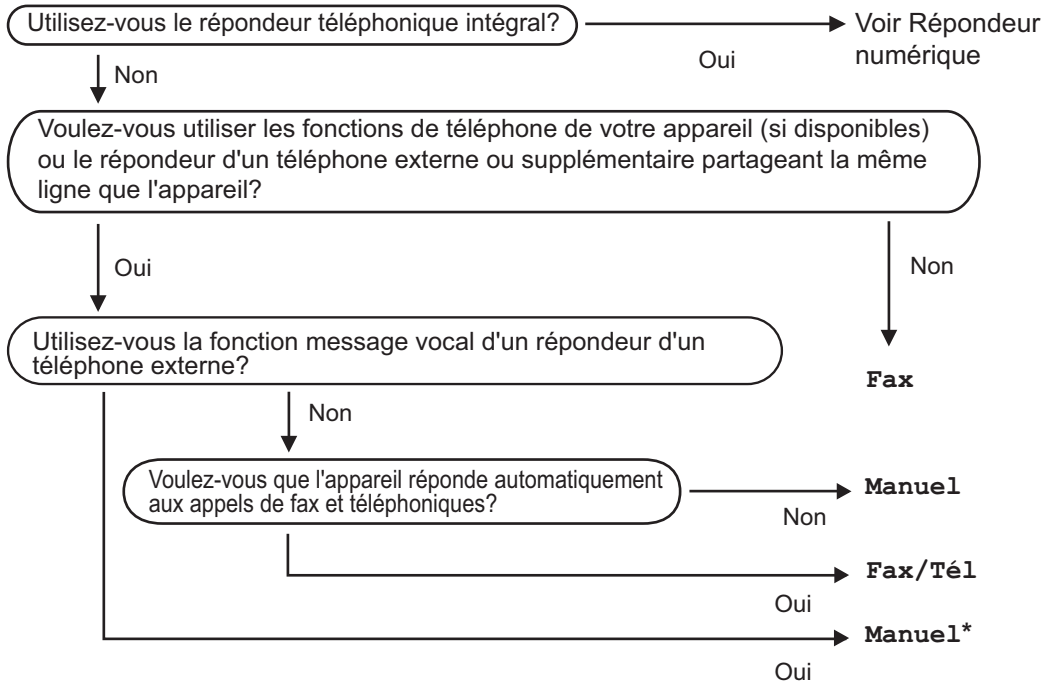 Utilisez-vous le répondeur téléphonique intégral?
Oui
Voir Répondeur
numérique
Non
Voulez-vous utiliser les fonctions de téléphone de votre appareil (si disponibles)
ou le répondeur d'un téléphone externe ou supplémentaire partageant la même
ligne que l'appareil?
Oui
Non
Utilisez-vous la fonction message vocal d'un répondeur d'un
téléphone externe?
Fax
Non
Voulez-vous que l'appareil réponde automatiquement
aux appels de fax et téléphoniques?
Non
Manuel
Oui
Fax/Tél
Oui
Manuel*